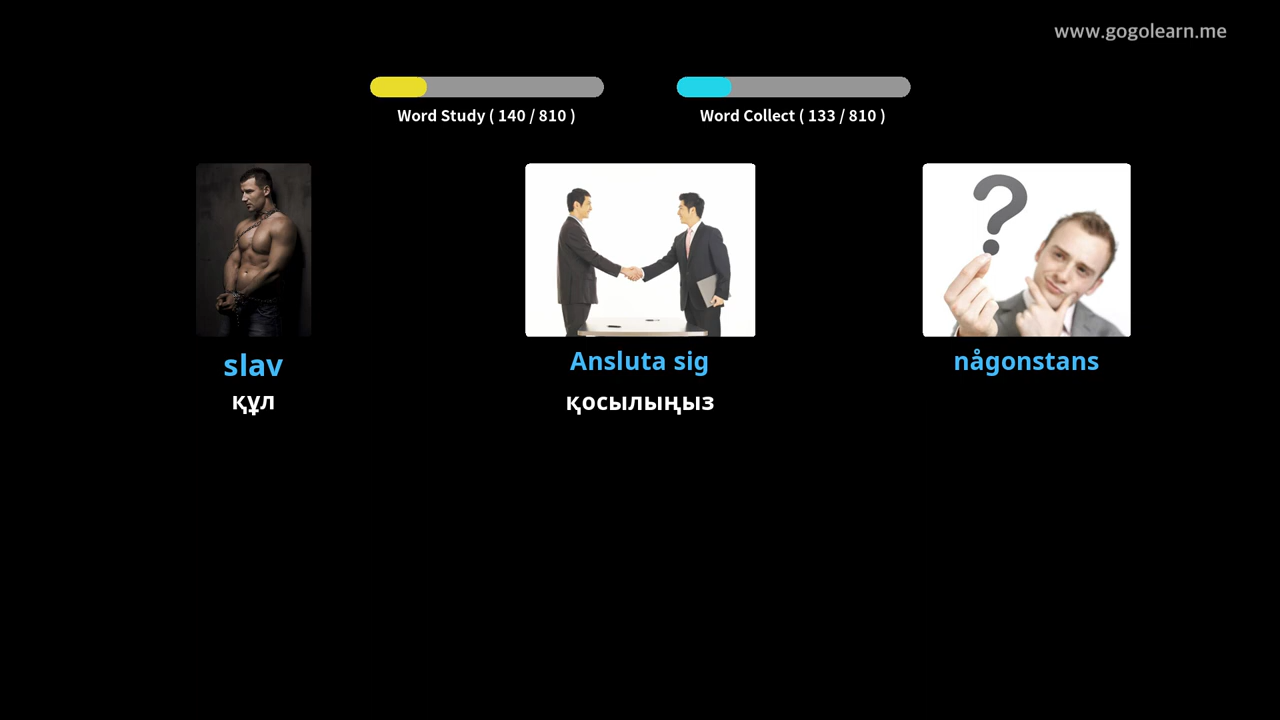 www.gogolearn.me
Word Study ( 140 / 810 )
Word Collect ( 133 / 810 )
slav
құл
Ansluta sig
қосылыңыз
någonstans